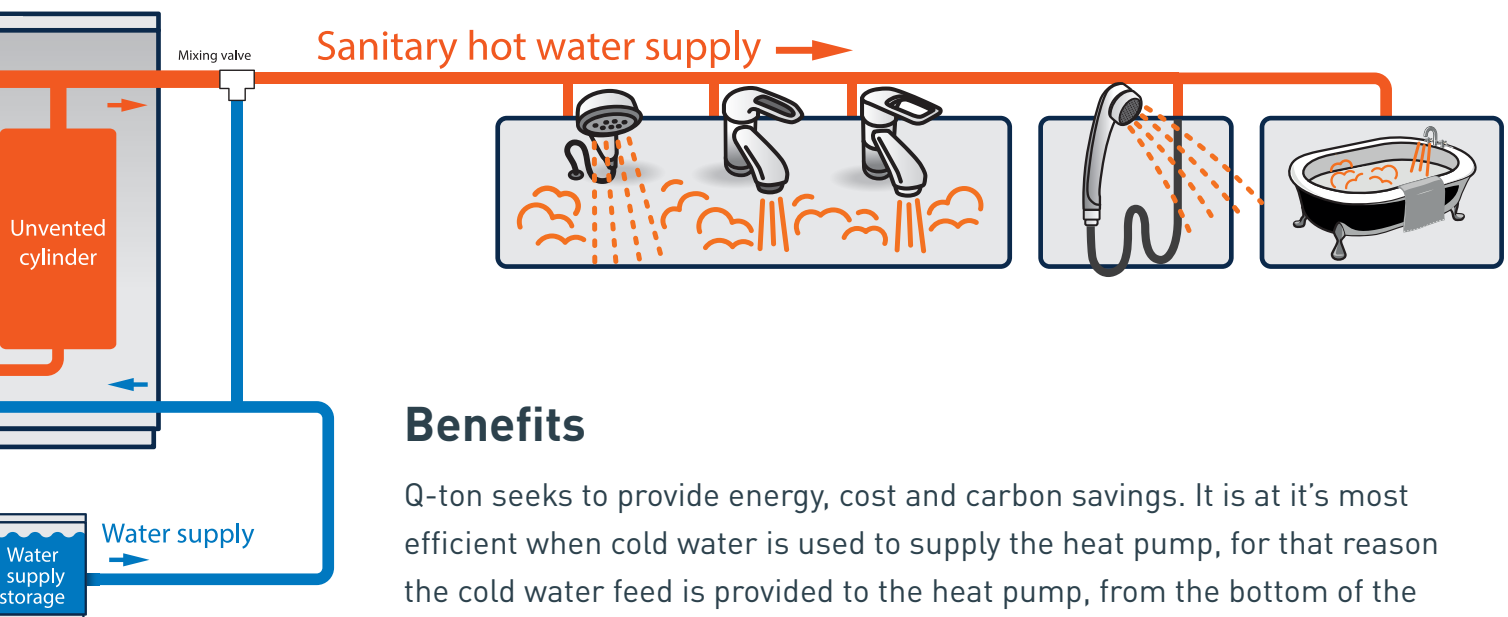 Mixing valve
Sanitary hot water supply
Unvented
cylinder
Benefits
Q-ton seeks to provide energy, cost and carbon savings. It is at it’s most
efficient when cold water is used to supply the heat pump, for that reason
the cold water feed is provided to the heat pump, from the bottom of the
Water supply
Water
supply
storage